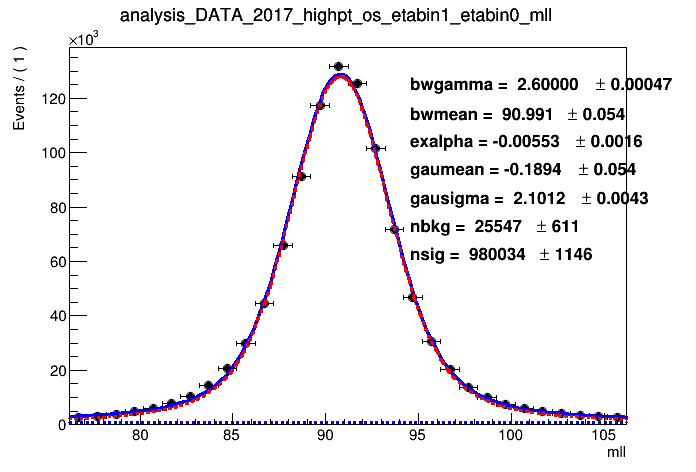 analysis_DATA_2017_highpt_os_etabin1_etabin0_mll
×10³
Events / ( 1 )
bwgamma = 2.60000 ± 0.00047
bwmean = 90.991 ± 0.054
exalpha = -0.00553 ± 0.0016
gaumean = -0.1894 ± 0.054
gausigma = 2.1012 ± 0.0043
nbkg = 25547 ± 611
nsig = 980034 ± 1146
120
100
80
60
40
20
0
80 85 90 95 100 105
mll